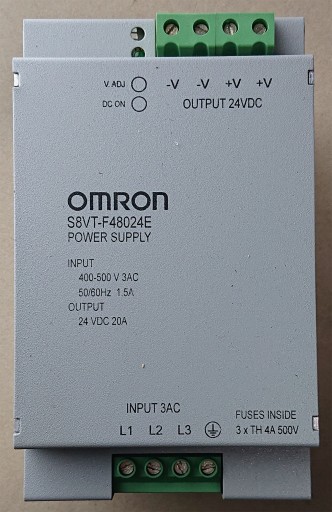 V. ADJ -V -V +V +V
DC ON OUTPUT 24VDC
OMRON
S8VT-F48024E
POWER SUPPLY
INPUT
400-500 V 3AC
50/60Hz 1.5A
OUTPUT
24 VDC 20A
INPUT 3AC
L1 L2 L3
FUSES INSIDE
3 x TH 4A 500V